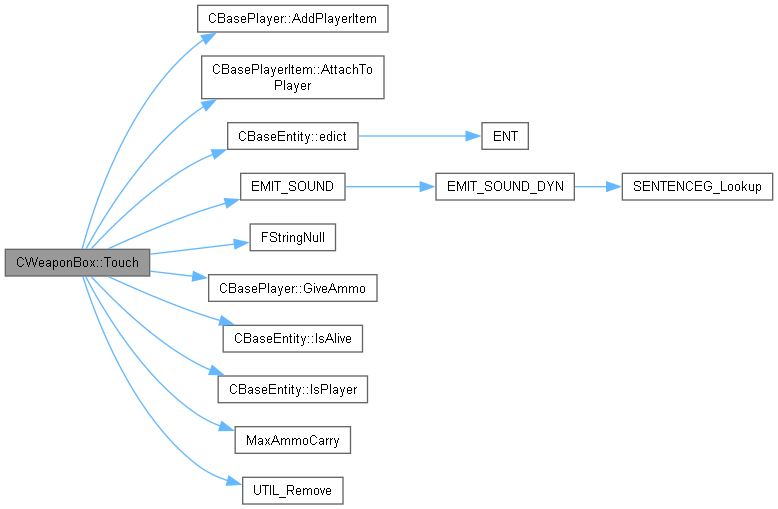 CBasePlayer::AddPlayerItem
CBasePlayerItem::AttachTo
Player
CBaseEntity::edict
ENT
EMIT_SOUND
EMIT_SOUND_DYN
SENTENCEG_Lookup
FStringNull
CWeaponBox::Touch
CBasePlayer::GiveAmmo
CBaseEntity::IsAlive
CBaseEntity::IsPlayer
MaxAmmoCarry
UTIL_Remove